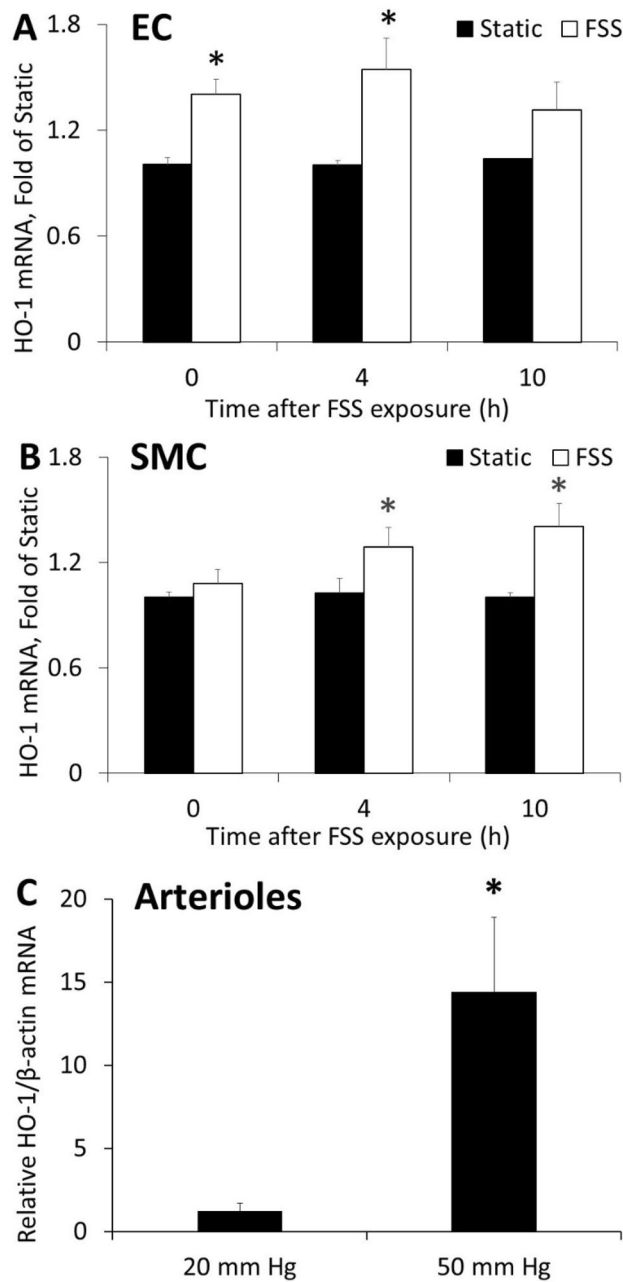 A EC
Static FSS
HO-1 mRNA, Fold of Static
1.8
1.2
0.6
0
*
*
0 4 10
Time after FSS exposure (h)
B SMC
Static FSS
HO-1 mRNA, Fold of Static
1.8
1.2
0.6
0
*
*
0 4 10
Time after FSS exposure (h)
C Arterioles
Relative HO-1/β-actin mRNA
20
15
10
5
0
*
20 mm Hg 50 mm Hg